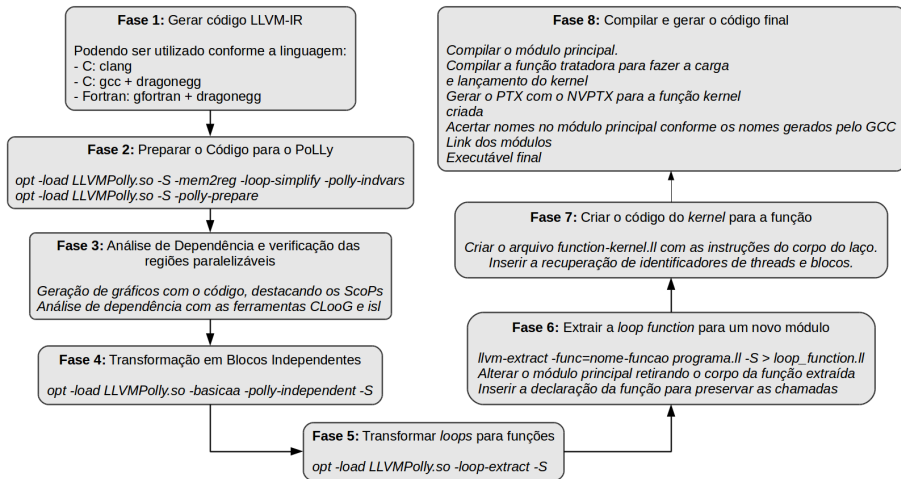 Fase 1: Gerar código LLVM-IR
Podendo ser utilizado conforme a linguagem:
- C: clang
- C: gcc + dragonegg
- Fortran: gfortran + dragonegg
Fase 2: Preparar o Código para o PoLLy
opt -load LLVMPolly.so -S -mem2reg -loop-simplify -polly-indvars
opt -load LLVMPolly.so -S -polly-prepare
Fase 3: Análise de Dependência e verificação das
regiões paralelizáveis
Geração de gráficos com o código, destacando os ScoPs
Análise de dependência com as ferramentas CLooG e isl
Fase 4: Transformação em Blocos Independentes
opt -load LLVMPolly.so -basicaa -polly-independent -S
Fase 5: Transformar loops para funções
opt -load LLVMPolly.so -loop-extract -S
Fase 6: Extrair a loop function para um novo módulo
llvm-extract -func=nome-funcao programa.ll -S > loop_function.ll
Alterar o módulo principal retirando o corpo da função extraída
Inserir a declaração da função para preservar as chamadas
Fase 7: Criar o código do kernel para a função
Criar o arquivo function-kernel.ll com as instruções do corpo do laço.
Inserir a recuperação de identificadores de threads e blocos.
Fase 8: Compilar e gerar o código final
Compilar o módulo principal.
Compilar a função tratadora para fazer a carga
e lançamento do kernel
Gerar o PTX com o NVPTX para a função kernel
criada
Acertar nomes no módulo principal conforme os nomes gerados pelo GCC
Link dos módulos
Executável final